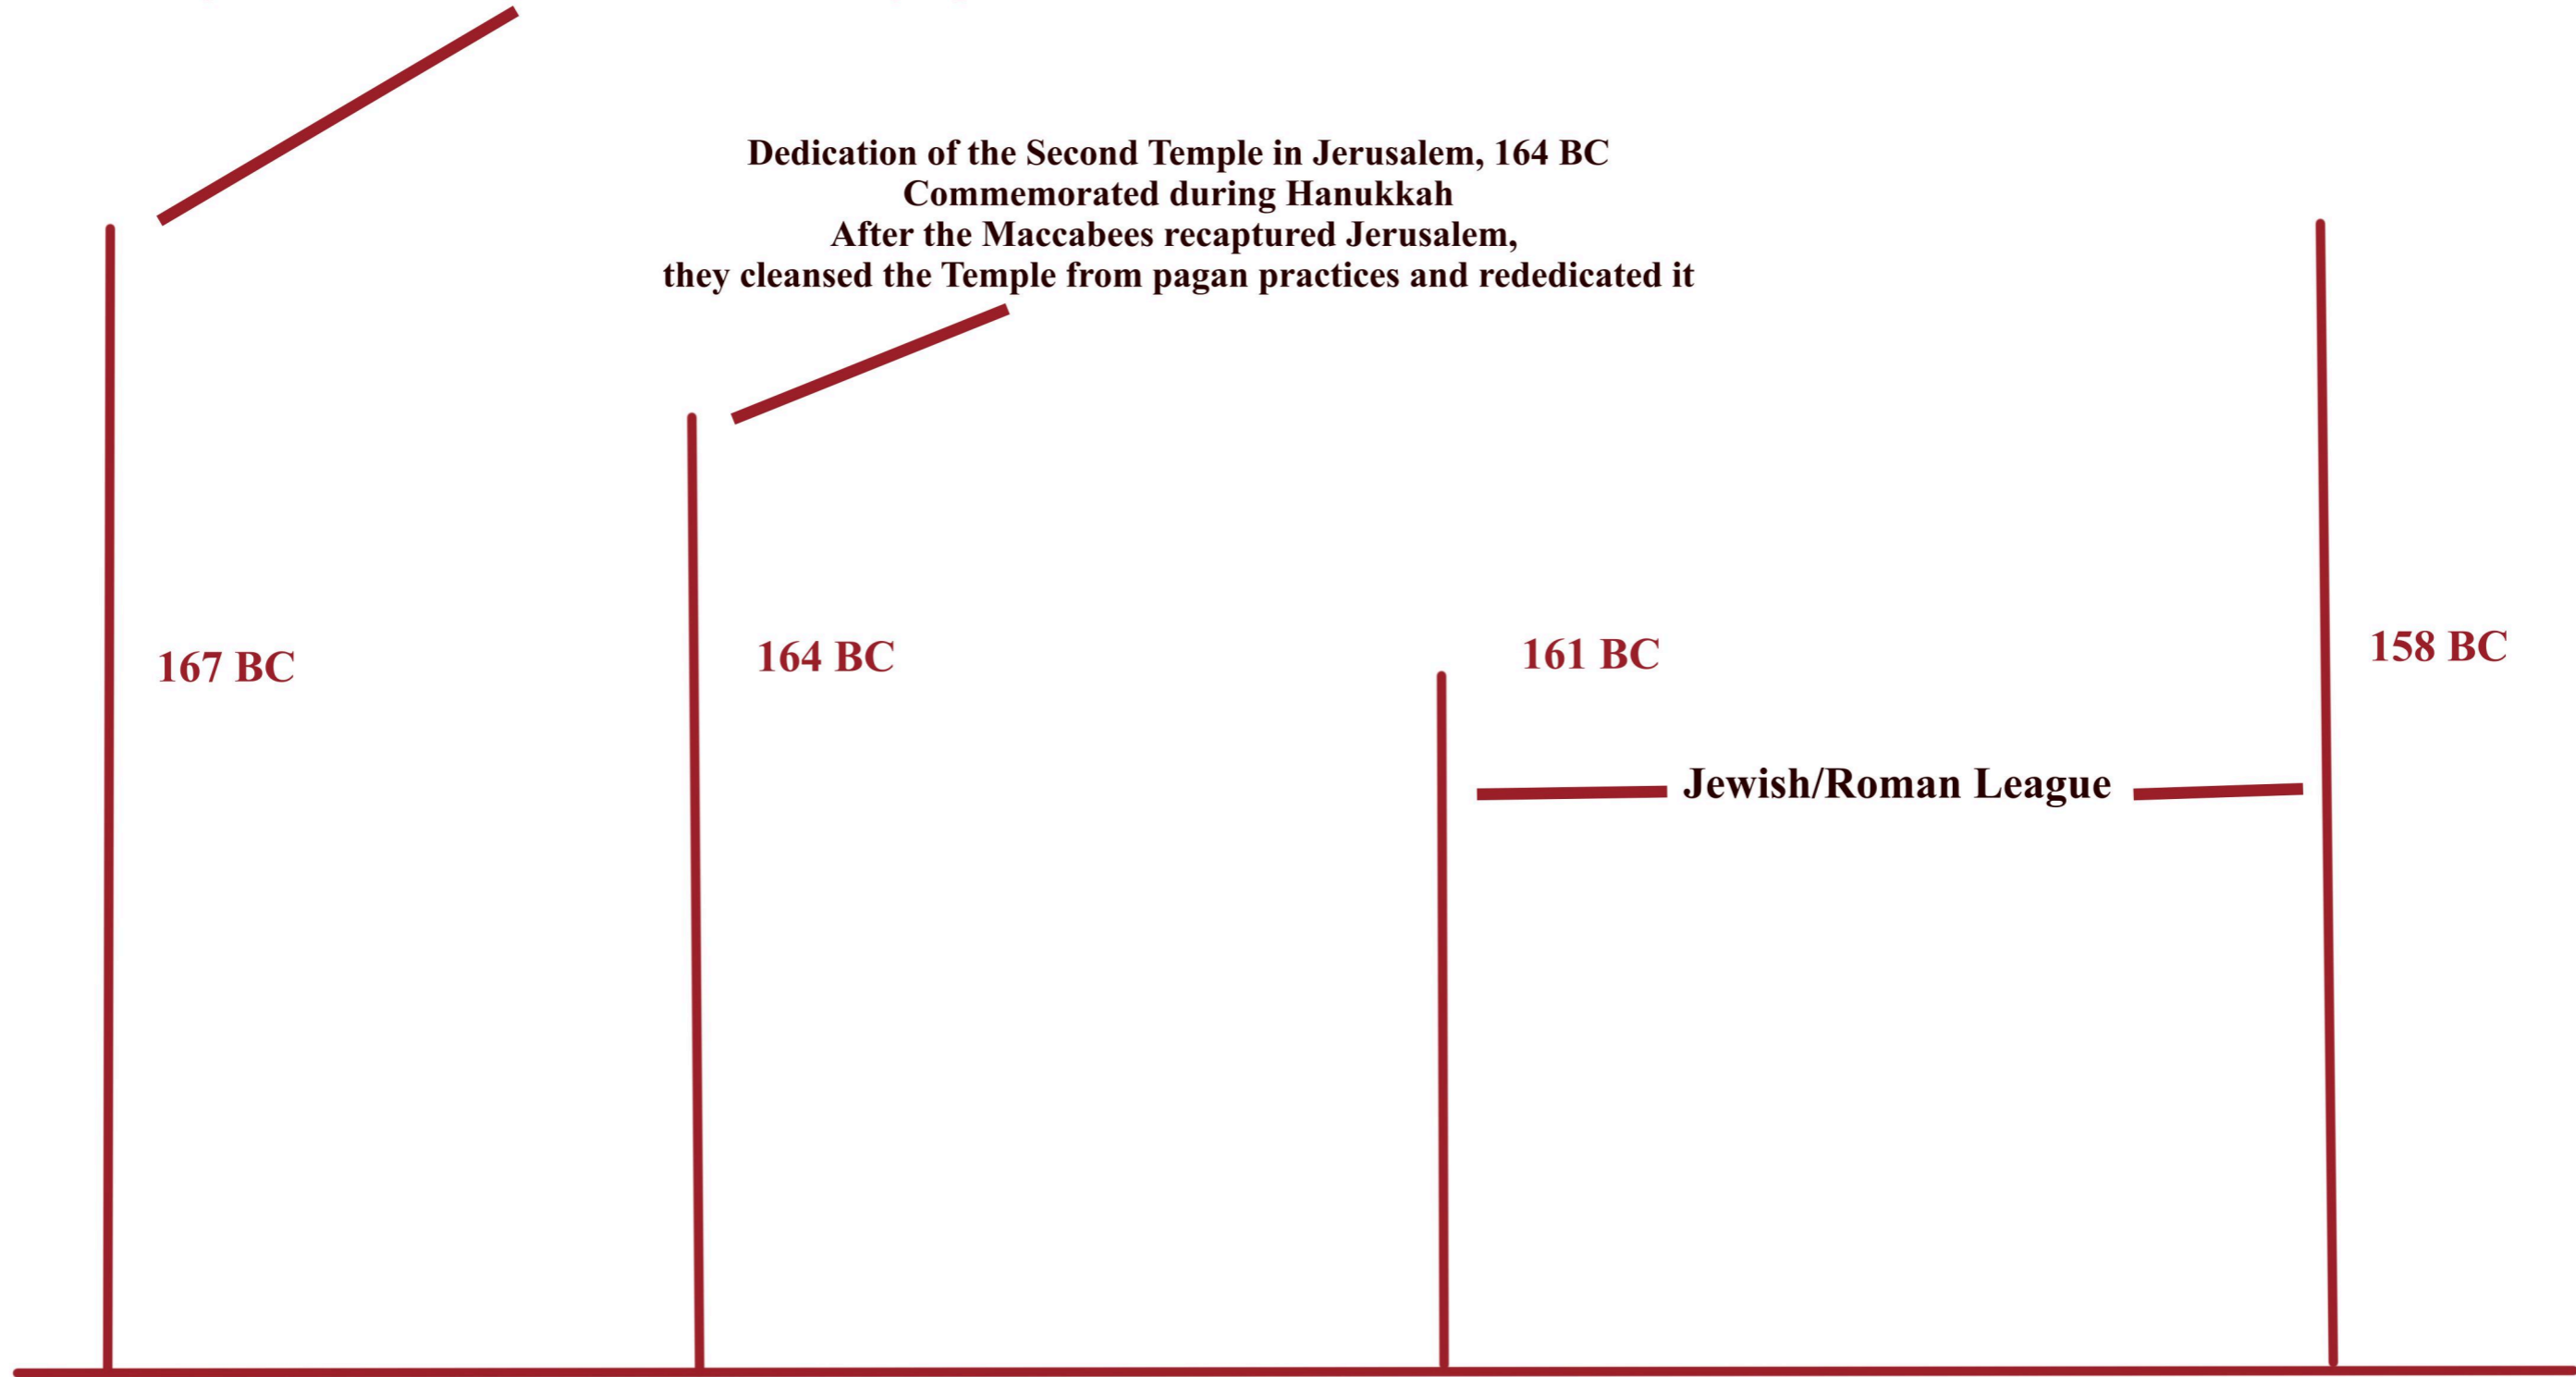 Dedication of the Second Temple in Jerusalem, 164 BC
Commemorated during Hanukkah
After the Maccabees recaptured Jerusalem,
they cleansed the Temple from pagan practices and rededicated it
167 BC
164 BC
161 BC
158 BC
Jewish/Roman League